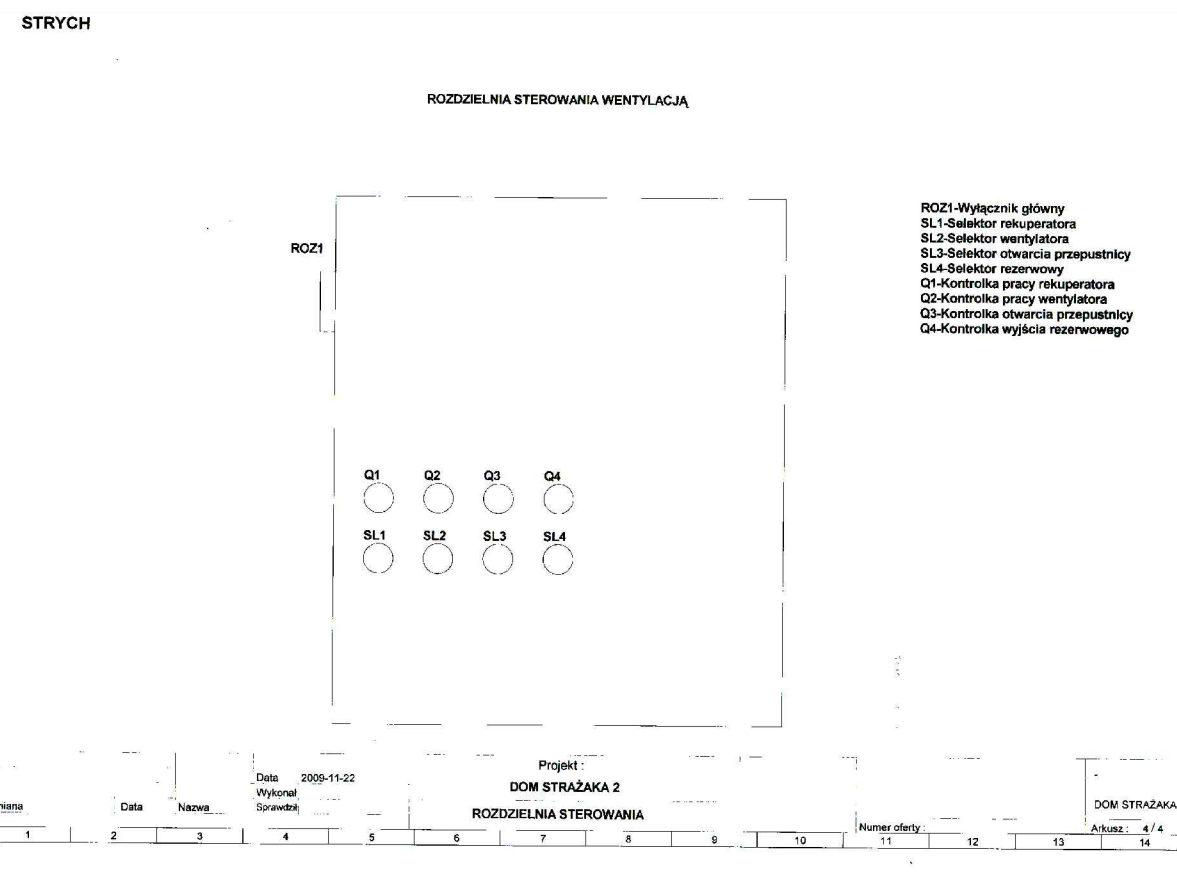 STRYCH
ROZDZIELNIA STEROWANIA WENTYLACJĄ
ROZ1-Wyłącznik główny
SL1-Selektor rekuperatora
SL2-Selektor wentylatora
SL3-Selektor otwarcia przepustnicy
SL4-Selektor rezerwowy
Q1-Kontrolka pracy rekuperatora
Q2-Kontrolka pracy wentylatora
Q3-Kontrolka otwarcia przepustnicy
Q4-Kontrolka wyjścia rezerwowego
ROZ1
Q1 Q2 Q3 Q4
SL1 SL2 SL3 SL4
Projekt :
Data 2009-11-22
DOM STRAŻAKA 2
Wykonał
miana Data Nazwa Sprawdził
ROZDZIELNIA STEROWANIA
DOM STRAŻAKA
Numer oferty :
Arkusz : 4 / 4
1 2 3 4 5 6 7 8 9 10 11 12 13 14